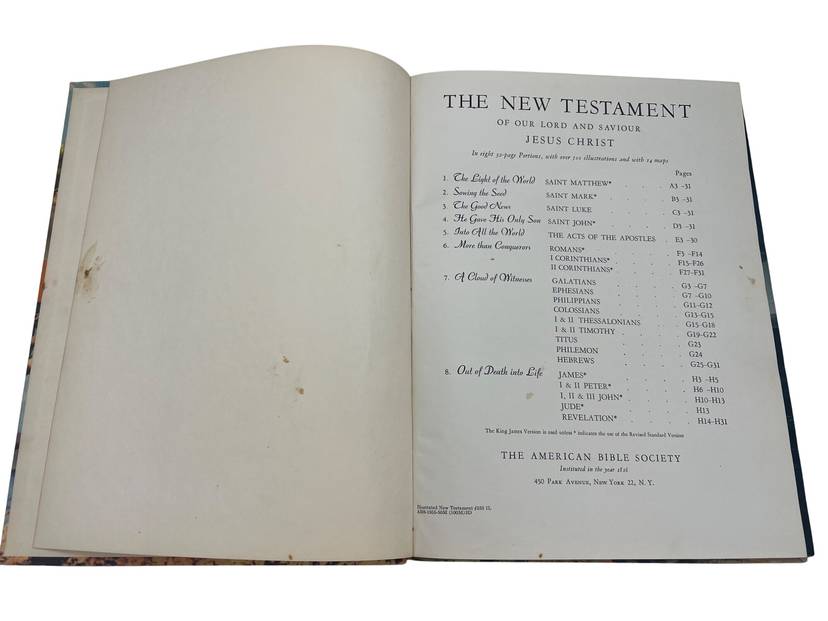 THE NEW TESTAMENT
OF OUR LORD AND SAVIOUR
JESUS CHRIST
In eight 32-page Portions, with over 500 illustrations and with 14 maps
Pages
1. The Light of the World SAINT MATTHEW* . . . A3 -31
2. Sowing the Seed SAINT MARK* . . . . B3 -31
3. The Good News SAINT LUKE . . . . C3 -31
4. He Gave His Only Son SAINT JOHN* . . . . D3 -31
5. Into All the World THE ACTS OF THE APOSTLES . E3 -30
6. More than Conquerors ROMANS* . . . . F3 -F14
I CORINTHIANS* . . . F15-F26
II CORINTHIANS* . . . F27-F31
7. A Cloud of Witnesses GALATIANS . . . . G3 -G7
EPHESIANS . . . . G7 -G10
PHILIPPIANS . . . . G11-G12
COLOSSIANS . . . . G13-G15
I & II THESSALONIANS . . G15-G18
I & II TIMOTHY . . . . G19-G22
TITUS . . . . G23
PHILEMON . . . . G24
HEBREWS . . . . G25-G31
8. Out of Death into Life JAMES* . . . . H3 -H5
I & II PETER* . . . . H6 -H10
I, II & III JOHN* . . . H10-H13
JUDE* . . . . H13
REVELATION* . . . . H14-H31
The King James Version is used unless * indicates the use of the Revised Standard Version
THE AMERICAN BIBLE SOCIETY
Instituted in the year 1816
450 PARK AVENUE, NEW YORK 22, N. Y.
Illustrated New Testament